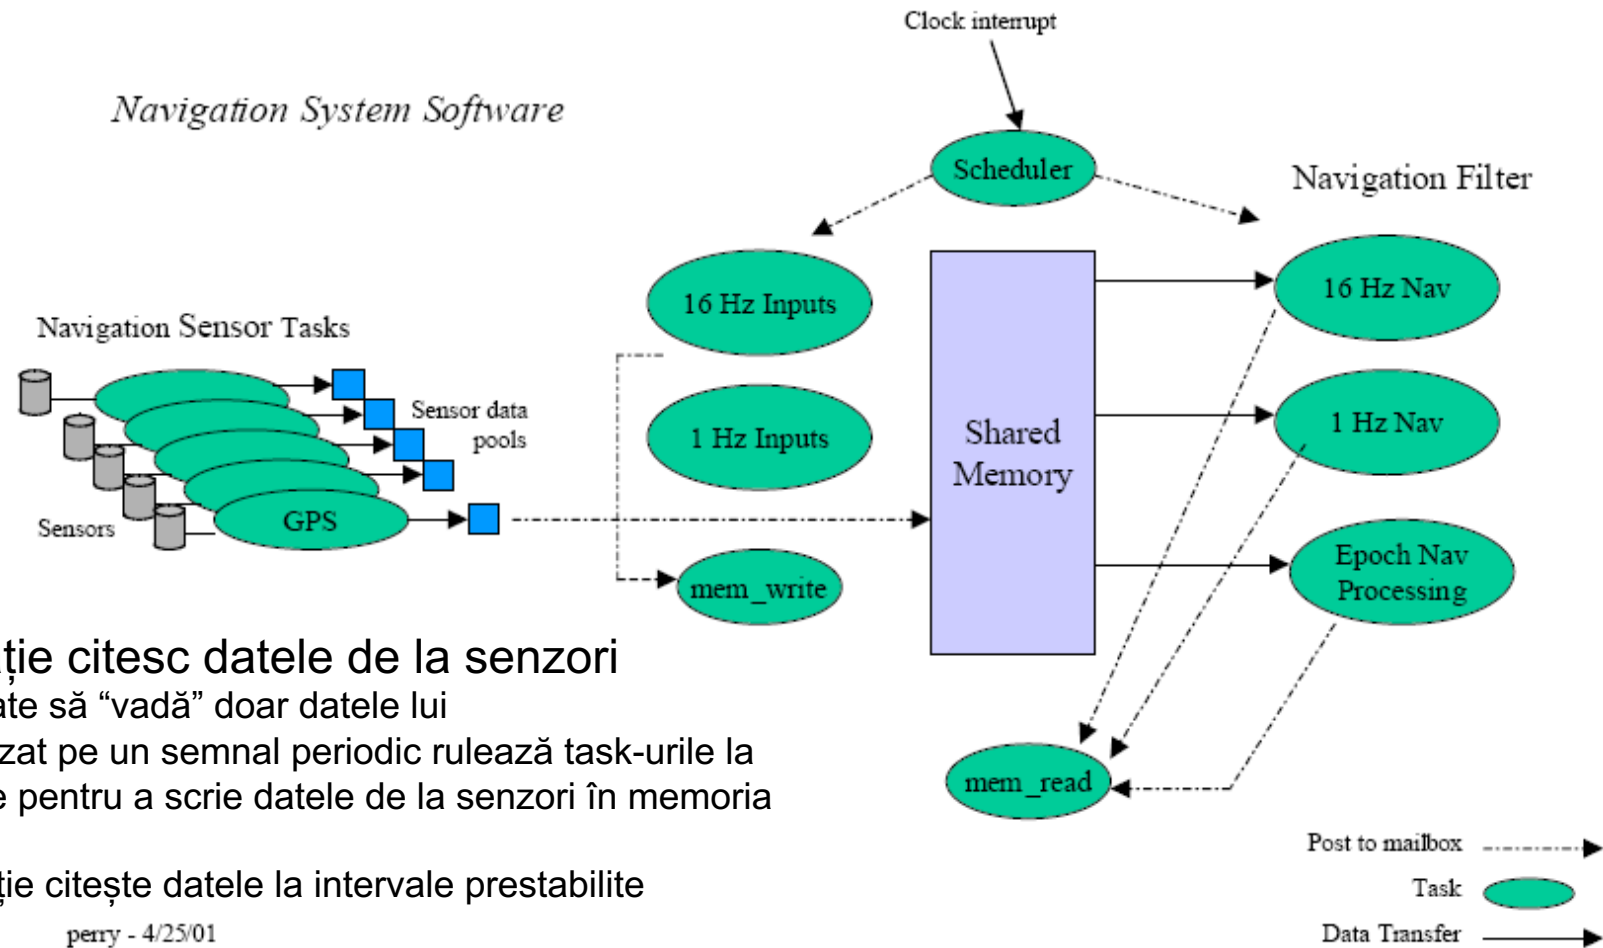 Clock interrupt
Navigation System Software
Scheduler
Navigation Filter
16 Hz Inputs
16 Hz Nav
Navigation Sensor Tasks
Sensor data
pools
1 Hz Inputs
Shared
Memory
1 Hz Nav
Sensors
GPS
mem_write
Epoch Nav
Processing
ție citesc datele de la senzori
ate să “vadă” doar datele lui
zat pe un semnal periodic rulează task-urile la
e pentru a scrie datele de la senzori în memoria
mem_read
ție citește datele la intervale prestabilite
Post to mailbox
Task
Data Transfer
perry - 4/25/01